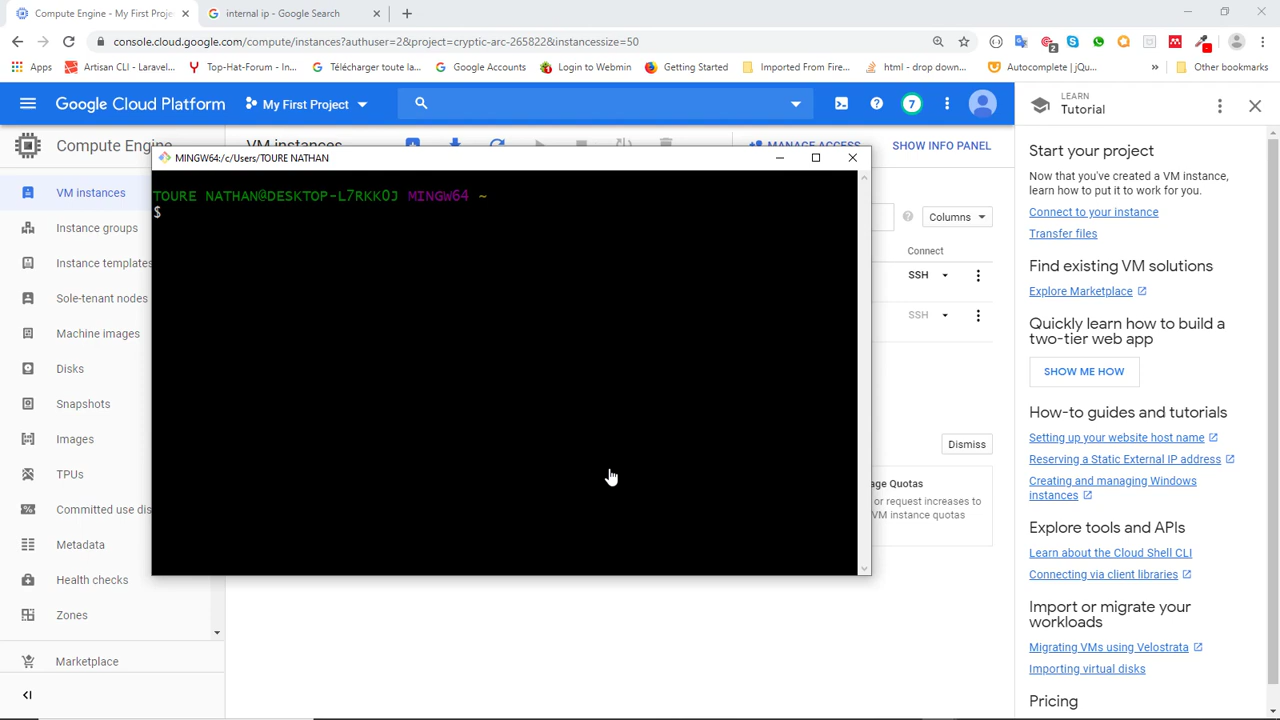 Compute Engine - My First Projec
internal ip - Google Search
console.cloud.google.com/compute/instances?authuser=2&project=cryptic-arc-265822&instancessize=50
Apps
Artisan CLI - Laravel...
Top-Hat-Forum - In...
Télécharger toute la...
Google Accounts
Login to Webmin
Getting Started
Imported From Fire...
html - drop down...
Autocomplete | jQu...
»
Other bookmarks
Google Cloud Platform
My First Project
7
LEARN
Tutorial
Compute Engine
VM instances
MANAGE ACCESS
SHOW INFO PANEL
MINGW64:/c/Users/TOURE NATHAN
TOURE NATHAN@DESKTOP-L7RKK0J MINGW64 ~
$
VM instances
Instance groups
Instance templates
Sole-tenant nodes
Machine images
Disks
Snapshots
Images
TPUs
Committed use dis
Metadata
Health checks
Zones
Marketplace
Columns
Connect
SSH
SSH
Dismiss
age Quotas
or request increases to
VM instance quotas
Start your project
Now that you've created a VM instance,
learn how to put it to work for you.
Connect to your instance
Transfer files
Find existing VM solutions
Explore Marketplace
Quickly learn how to build a
two-tier web app
SHOW ME HOW
How-to guides and tutorials
Setting up your website host name
Reserving a Static External IP address
Creating and managing Windows
instances
Explore tools and APIs
Learn about the Cloud Shell CLI
Connecting via client libraries
Import or migrate your
workloads
Migrating VMs using Velostrata
Importing virtual disks
Pricing